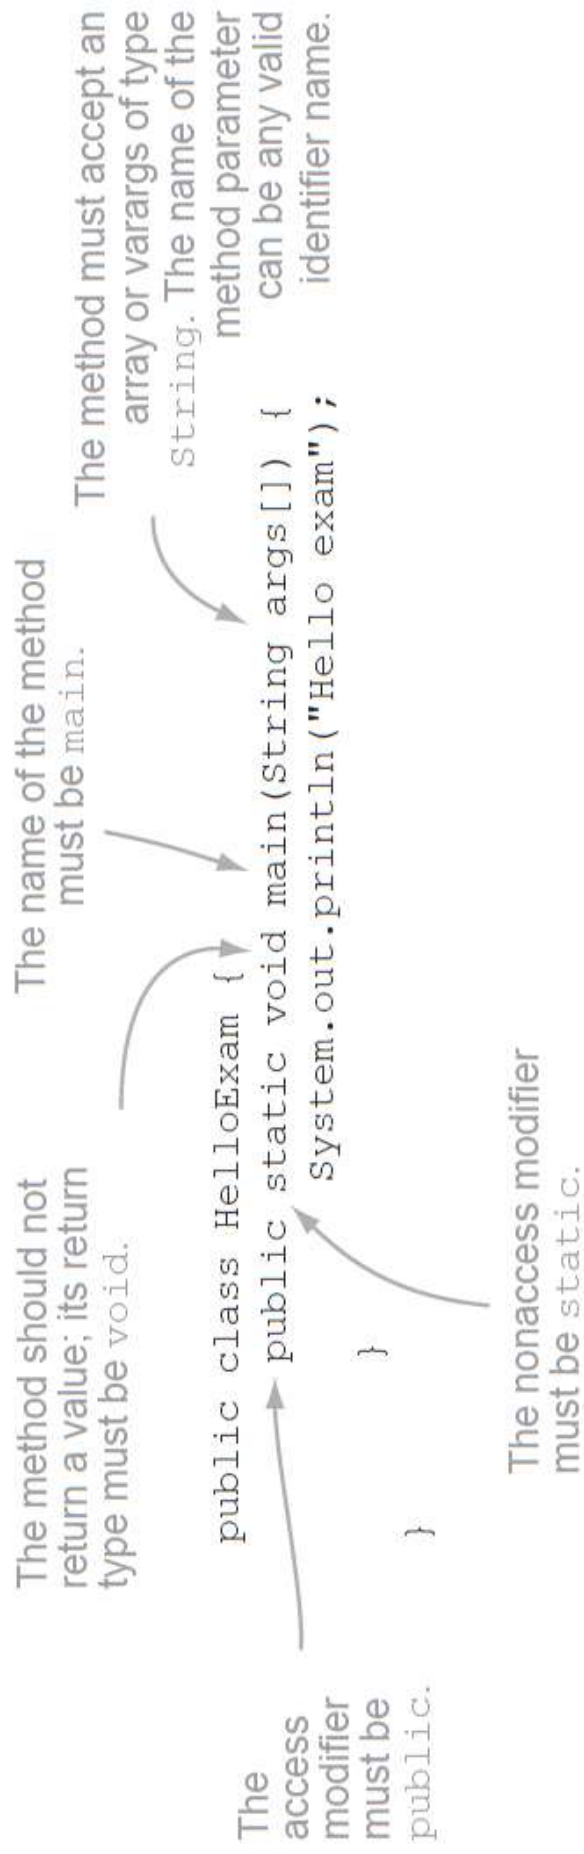 The method should not
return a value; its return
type must be void.
The name of the method
must be main.
The method must accept an
array or varargs of type
String. The name of the
method parameter
can be any valid
identifier name.
public class HelloExam {
public static void main(String args[]) {
System.out.println("Hello exam");
}
}
The
access
modifier
must be
public.
The nonaccess modifier
must be static.